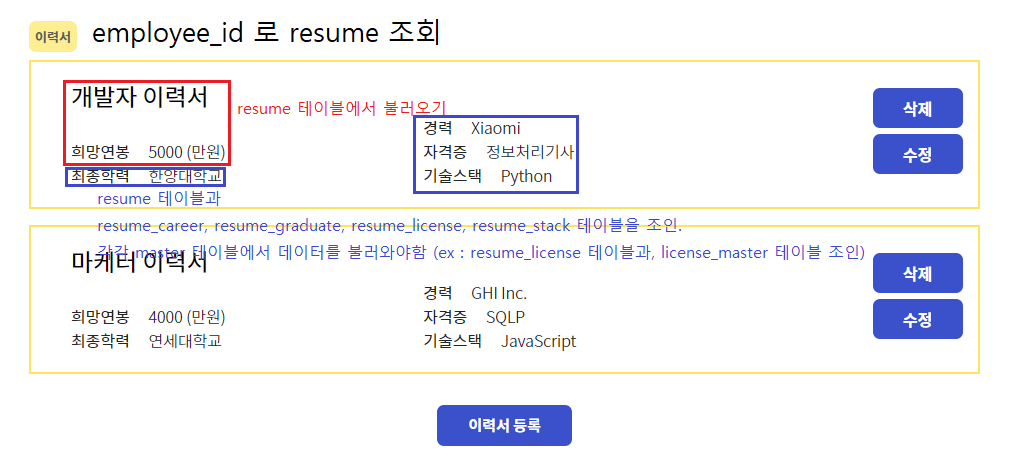 이력서 employee_id 로 resume 조회
개발자 이력서
resume 테이블에서 불러오기
삭제
경력 Xiaomi
희망연봉 5000 (만원)
자격증 정보처리기사
수정
최종학력 한양대학교
기술스택 Python
resume 테이블과
resume_career, resume_graduate, resume_license, resume_stack 테이블을 조인.
각각 master 테이블에서 데이터를 불러와야함 (ex : resume_license 테이블과, license_master 테이블 조인)
마케터 이력서
삭제
경력 GHI Inc.
희망연봉 4000 (만원)
자격증 SQLP
수정
최종학력 연세대학교
기술스택 JavaScript
이력서 등록